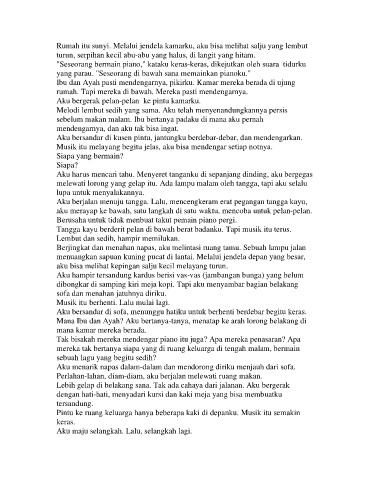 Rumah itu sunyi. Melalui jendela kamarku, aku bisa melihat salju yang lembut
turun, serpihan kecil abu-abu yang halus, di langit yang hitam.
"Seseorang bermain piano," kataku keras-keras, dikejutkan oleh suara  tidurku
yang parau. "Seseorang di bawah sana memainkan pianoku."
Ibu dan Ayah pasti mendengarnya, pikirku. Kamar mereka berada di ujung
rumah. Tapi mereka di bawah. Mereka pasti mendengarnya.
Aku bergerak pelan-pelan  ke pintu kamarku.
Melodi lembut sedih yang sama. Aku telah menyenandungkannya persis
sebelum makan malam. Ibu bertanya padaku di mana aku pernah
mendengarnya, dan aku tak bisa ingat.
Aku bersandar di kusen pintu, jantungku berdebar-debar, dan mendengarkan.
Musik itu melayang begitu jelas, aku bisa mendengar setiap notnya.
Siapa yang bermain?
Siapa?
Aku harus mencari tahu. Menyeret tanganku di sepanjang dinding, aku bergegas
melewati lorong yang gelap itu. Ada lampu malam oleh tangga, tapi aku selalu
lupa untuk menyalakannya.
Aku berjalan menuju tangga. Lalu, mencengkeram erat pegangan tangga kayu,
aku merayap ke bawah, satu langkah di satu waktu, mencoba untuk pelan-pelan.
Berusaha untuk tidak membuat takut pemain piano pergi.
Tangga kayu berderit pelan di bawah berat badanku. Tapi musik itu terus.
Lembut dan sedih, hampir memilukan.
Berjingkat dan menahan napas, aku melintasi ruang tamu. Sebuah lampu jalan
menuangkan sapuan kuning pucat di lantai. Melalui jendela depan yang besar,
aku bisa melihat kepingan salju kecil melayang turun.
Aku hampir tersandung kardus berisi vas-vas (jambangan bunga) yang belum
dibongkar di samping kiri meja kopi. Tapi aku menyambar bagian belakang
sofa dan menahan jatuhnya diriku.
Musik itu berhenti. Lalu mulai lagi.
Aku bersandar di sofa, menunggu hatiku untuk berhenti berdebar begitu keras.
Mana Ibu dan Ayah? Aku bertanya-tanya, menatap ke arah lorong belakang di
mana kamar mereka berada.
Tak bisakah mereka mendengar piano itu juga? Apa mereka penasaran? Apa
mereka tak bertanya siapa yang di ruang keluarga di tengah malam, bermain
sebuah lagu yang begitu sedih?
Aku menarik napas dalam-dalam dan mendorong diriku menjauh dari sofa.
Perlahan-lahan, diam-diam, aku berjalan melewati ruang makan.
Lebih gelap di belakang sana. Tak ada cahaya dari jalanan. Aku bergerak
dengan hati-hati, menyadari kursi dan kaki meja yang bisa membuatku
tersandung.
Pintu ke ruang keluarga hanya beberapa kaki di depanku. Musik itu semakin
keras.
Aku maju selangkah. Lalu, selangkah lagi.